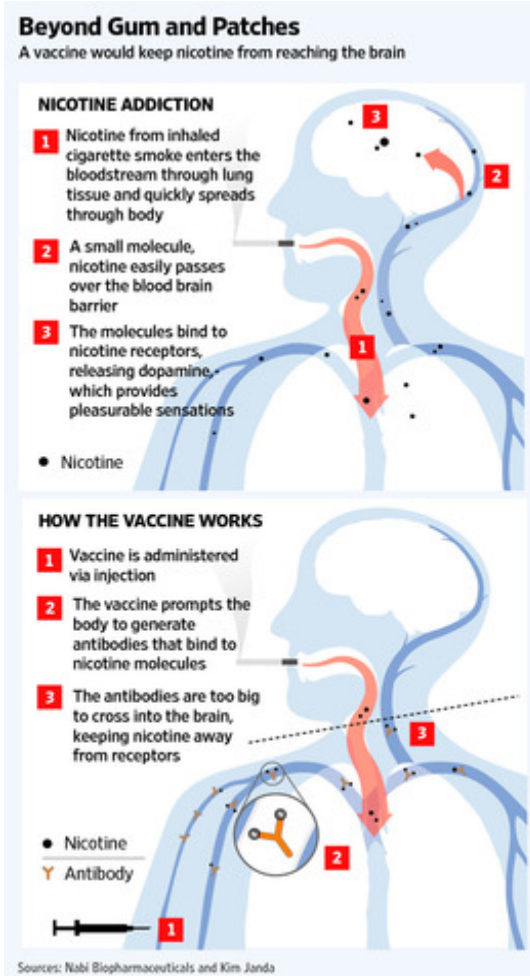 Beyond Gum and Patches
A vaccine would keep nicotine from reaching the brain
NICOTINE ADDICTION
1 Nicotine from inhaled
cigarette smoke enters the
bloodstream through lung
tissue and quickly spreads
through body
2 A small molecule,
nicotine easily passes
over the blood brain
barrier
3 The molecules bind to
nicotine receptors,
releasing dopamine,
which provides
pleasurable sensations
Nicotine
3
2
1
HOW THE VACCINE WORKS
1 Vaccine is administered
via injection
2 The vaccine prompts the
body to generate
antibodies that bind to
nicotine molecules
3 The antibodies are too big
to cross into the brain,
keeping nicotine away
from receptors
3
2
Nicotine
Antibody
1
Sources: Nabi Biopharmaceuticals and Kim Janda